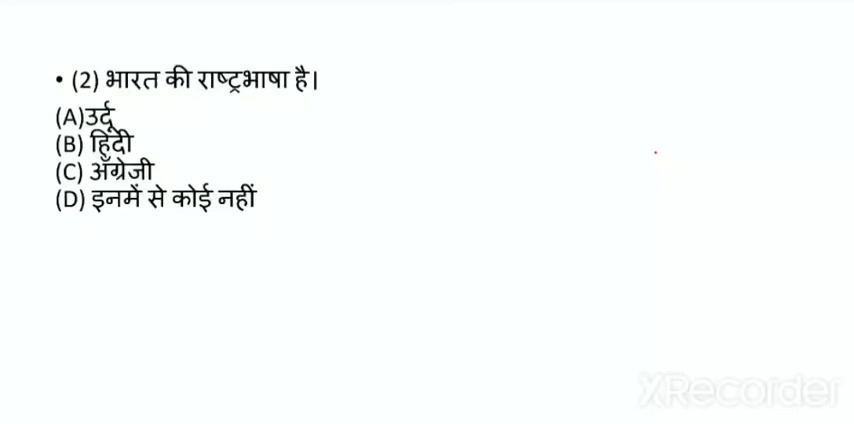 • (2) भारत की राष्ट्रभाषा है।
(A)उर्दू
(B) हिंदी
(C) अँग्रेजी
(D) इनमें से कोई नहीं
XRecorder